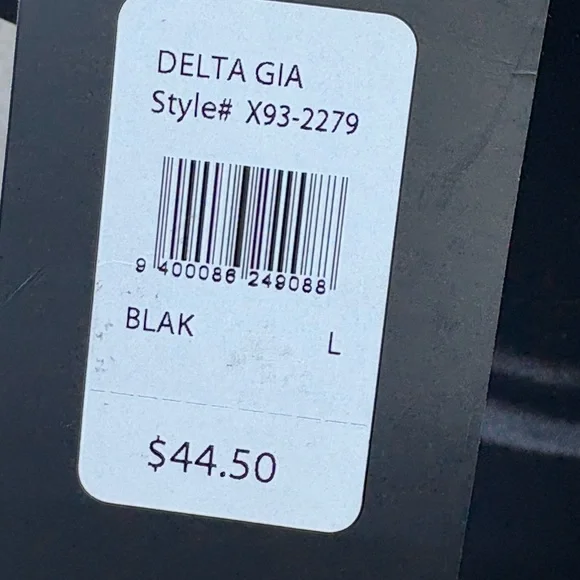 DELTA GIA
Style# X93-2279
9 400086 249088
BLAK
L
$44.50